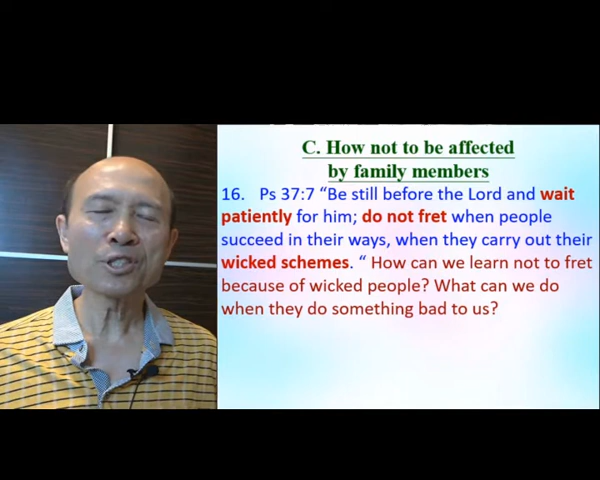 C. How not to be affected
by family members
16. Ps 37:7 “Be still before the Lord and wait
patiently for him; do not fret when people
succeed in their ways, when they carry out their
wicked schemes. “ How can we learn not to fret
because of wicked people? What can we do
when they do something bad to us?